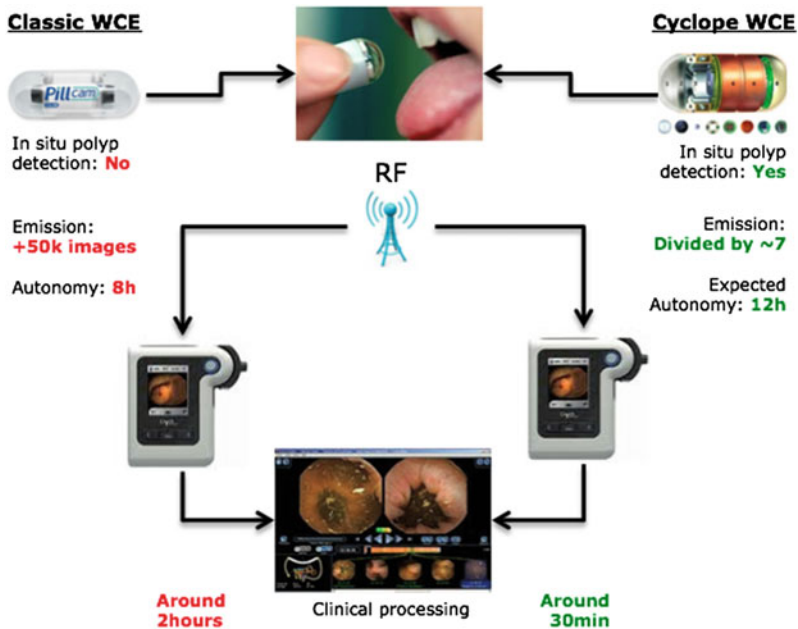 Classic WCE
Cyclope WCE
Pillcam
In situ polyp
detection: No
In situ polyp
detection: Yes
RF
Emission:
+50k images
Emission:
Divided by ~7
Autonomy: 8h
Expected
Autonomy: 12h
Around
2hours
Clinical processing
Around
30min